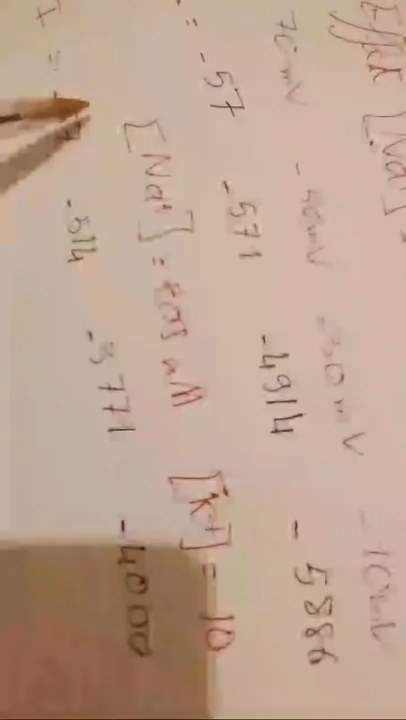 Effect [Na]
70mV -40mV -30mV -10mV
= -57 -571 -4914 -5886
[Na+] = [K+] = 10
I = -514 -3771 -4000